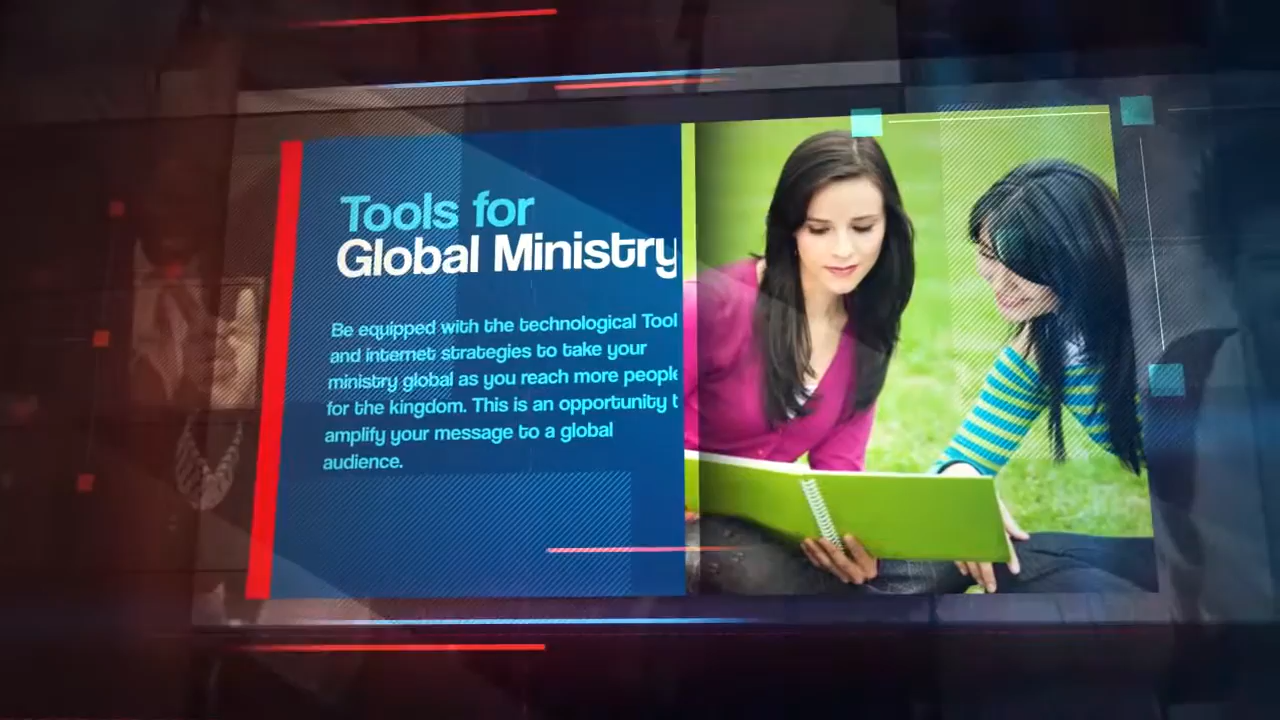 Tools for
Global Ministry
Be equipped with the technological Tool
and internet strategies to take your
ministry global as you reach more people
for the kingdom. This is an opportunity t
amplify your message to a global
audience.